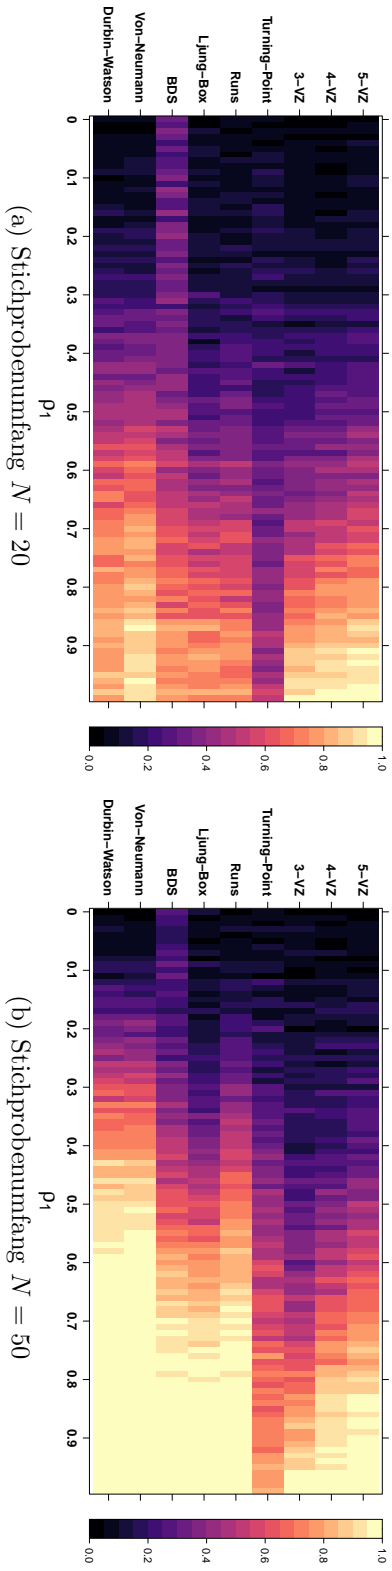 5−VZ
4−VZ
3−VZ
Turning−Point
Runs
Ljung−Box
BDS
Von−Neumann
Durbin−Watson
0
0.1
0.2
0.3
0.4
0.5
0.6
0.7
0.8
0.9
ρ1
0.0
0.2
0.4
0.6
0.8
1.0
(a) Stichprobenumfang N = 20
5−VZ
4−VZ
3−VZ
Turning−Point
Runs
Ljung−Box
BDS
Von−Neumann
Durbin−Watson
0
0.1
0.2
0.3
0.4
0.5
0.6
0.7
0.8
0.9
ρ1
0.0
0.2
0.4
0.6
0.8
1.0
(b) Stichprobenumfang N = 50